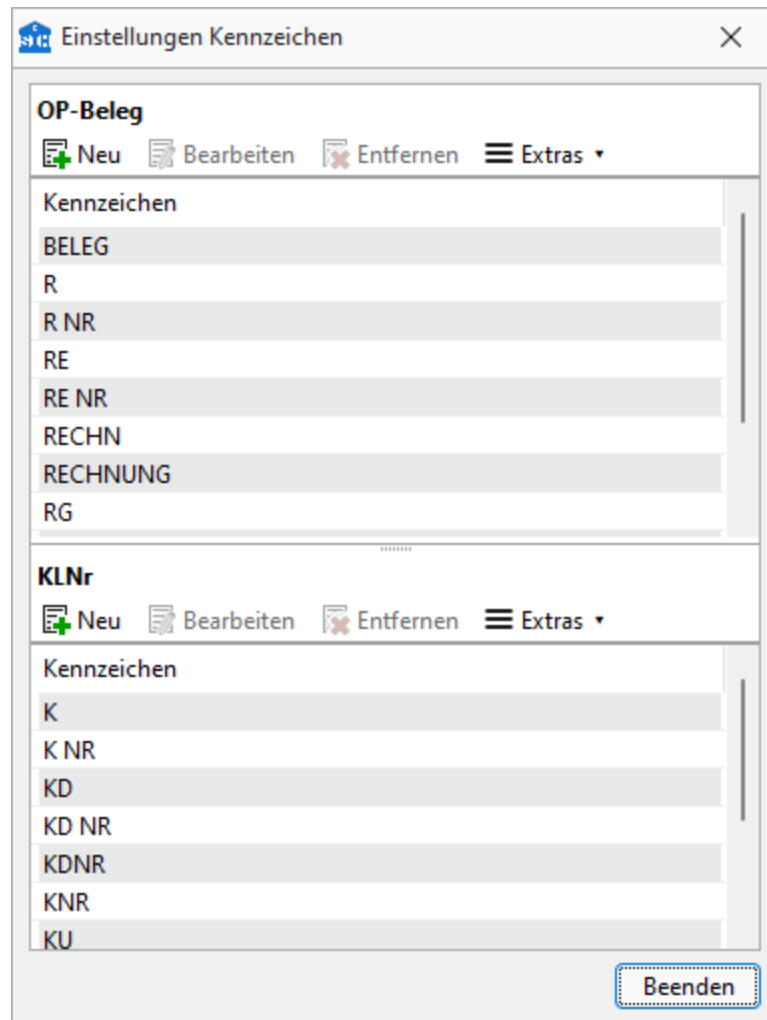 Einstellungen Kennzeichen
OP-Beleg
Neu Bearbeiten Entfernen Extras
Kennzeichen
BELEG
R
R NR
RE
RE NR
RECHN
RECHNUNG
RG
KLNr
Neu Bearbeiten Entfernen Extras
Kennzeichen
K
K NR
KD
KD NR
KDNR
KNR
KU
Beenden